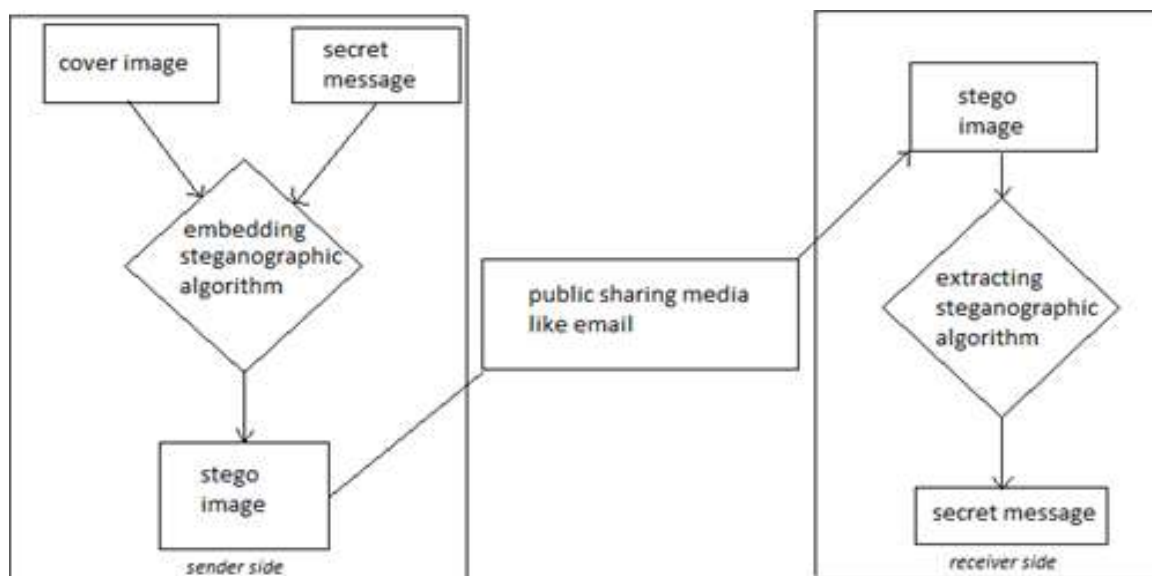 cover image
secret
message
embedding
steganographic
algorithm
stego
image
sender side
public sharing media
like email
stego
image
extracting
steganographic
algorithm
secret message
receiver side